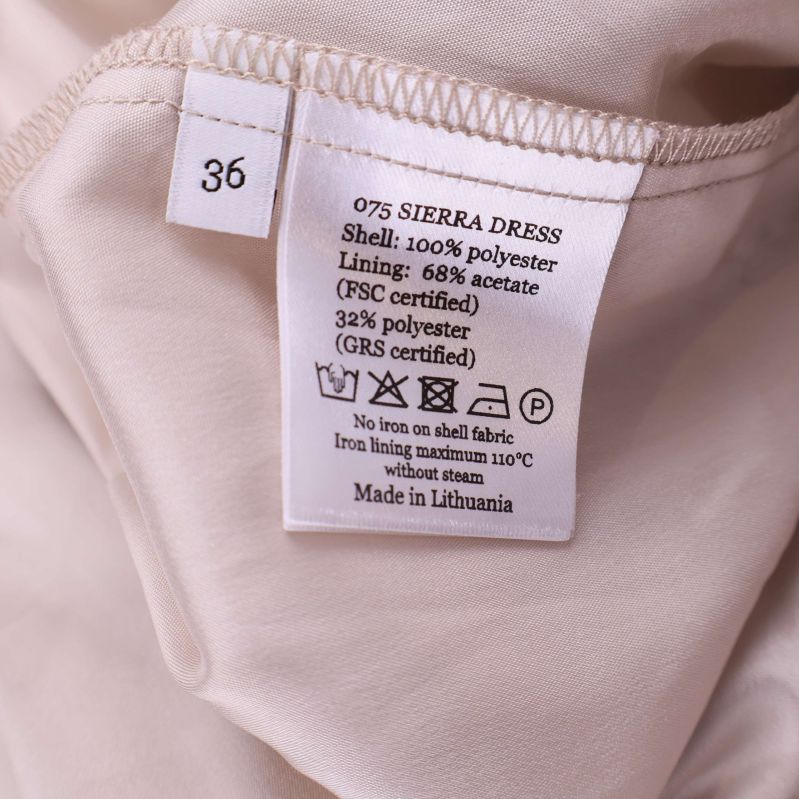 36
075 SIERRA DRESS
Shell: 100% polyester
Lining: 68% acetate
(FSC certified)
32% polyester
(GRS certified)
P
No iron on shell fabric
Iron lining maximum 110°C
without steam
Made in Lithuania